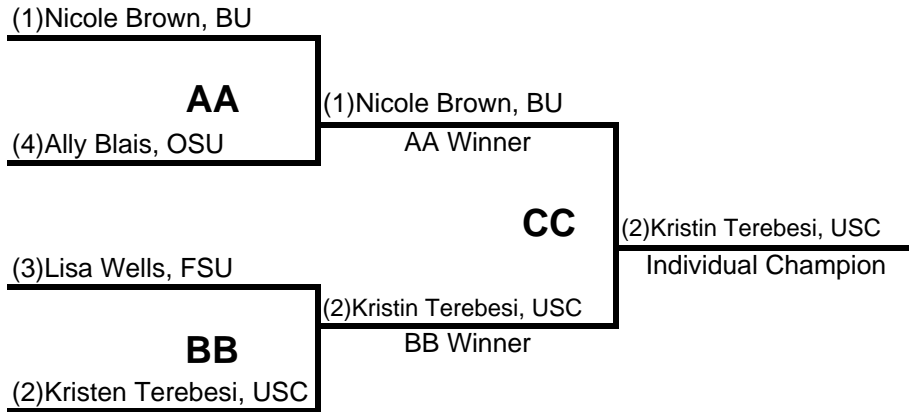 (1)Nicole Brown, BU
AA
(1)Nicole Brown, BU
(4)Ally Blais, OSU
AA Winner
CC
(2)Kristin Terebesi, USC
(3)Lisa Wells, FSU
Individual Champion
(2)Kristin Terebesi, USC
BB
BB Winner
(2)Kristen Terebesi, USC